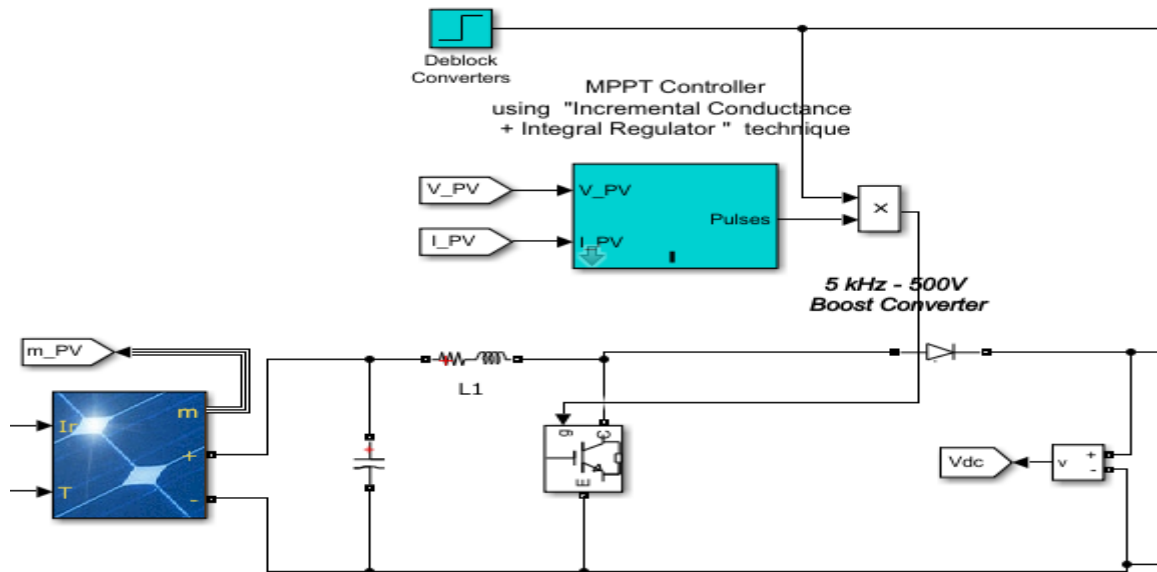 Deblock
Converters
MPPT Controller
using "Incremental Conductance
+ Integral Regulator " technique
V_PV
V_PV
Pulses
I_PV
I_PV
×
5 kHz - 500V
Boost Converter
m_PV
L1
m
Ir
+
T
-
+
g
C
E
Vdc
v
+
-